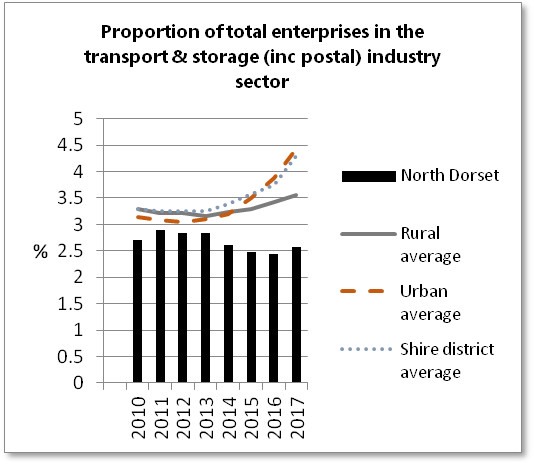 Proportion of total enterprises in the
transport & storage (inc postal) industry
sector
5
4.5
4
3.5
3
2.5
2
1.5
1
0.5
0
%
2010
2011
2012
2013
2014
2015
2016
2017
North Dorset
Rural
average
Urban
average
Shire district
average